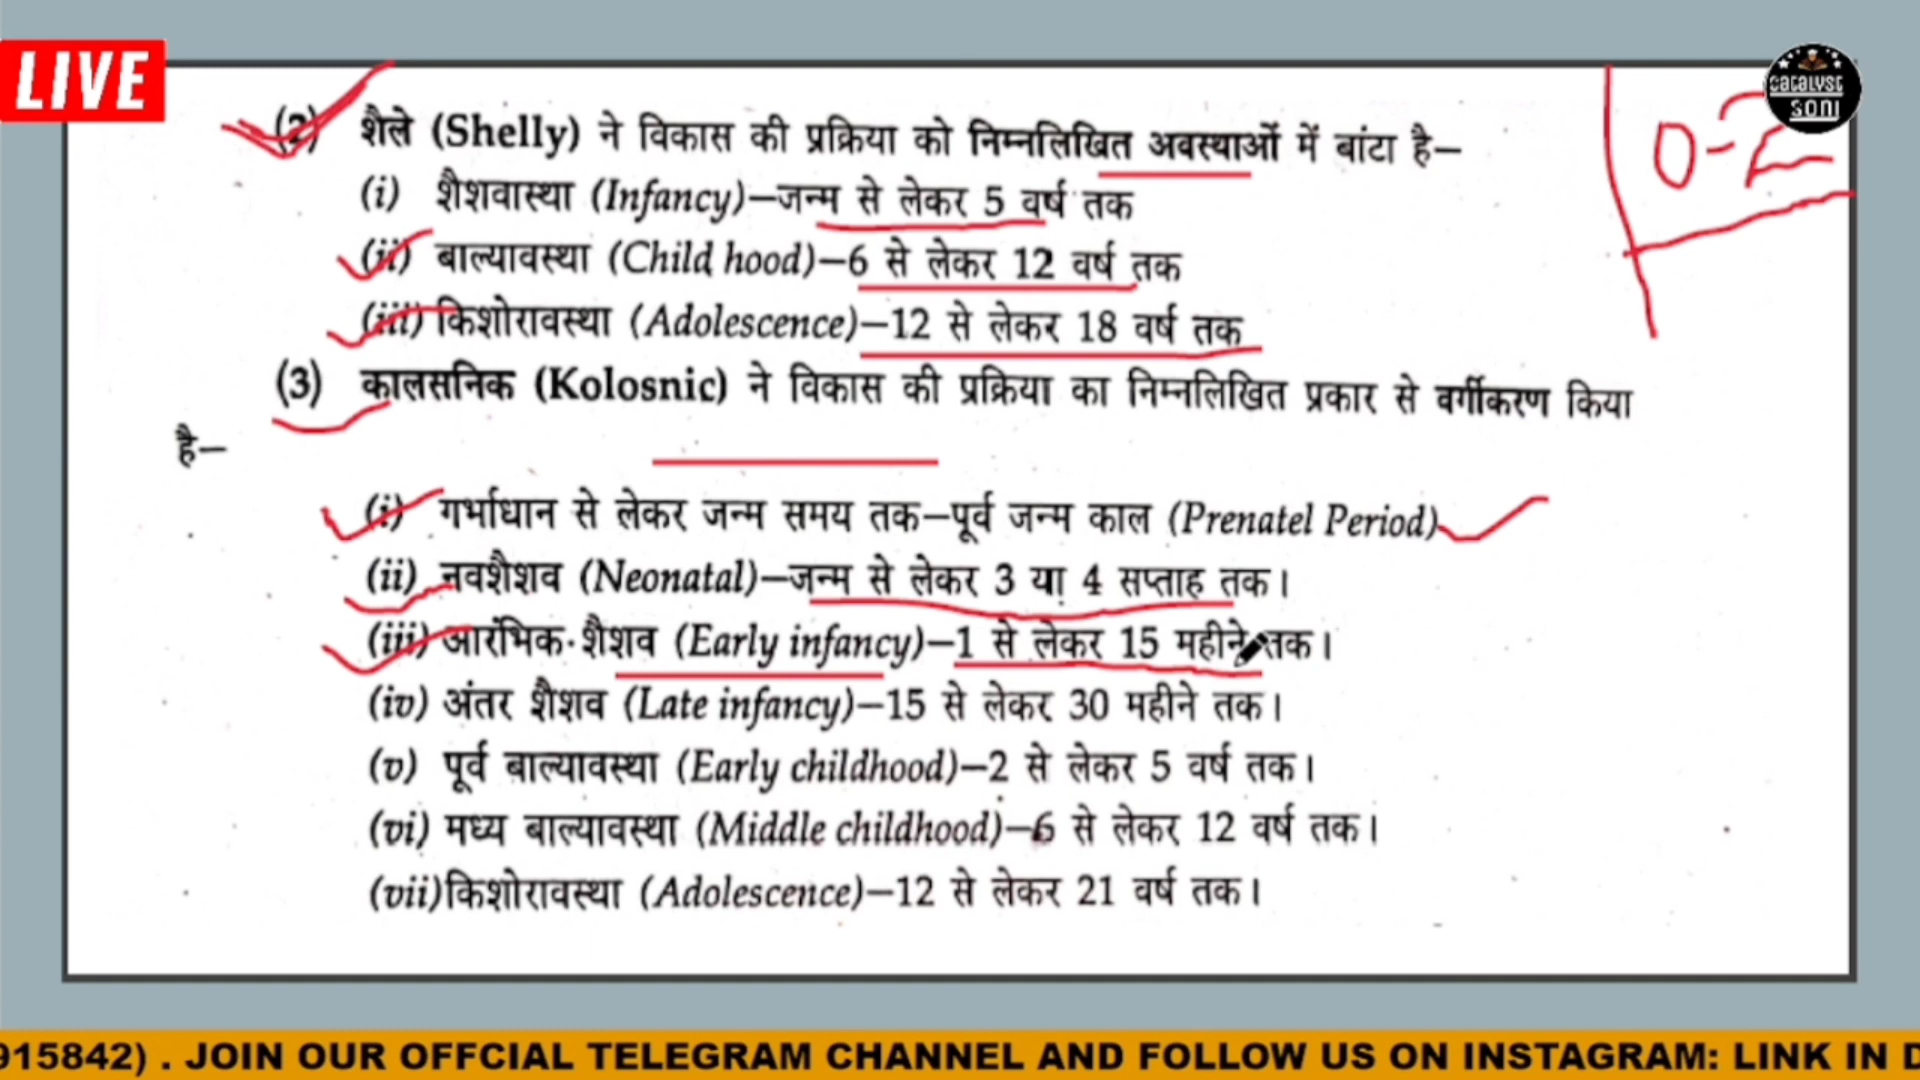 LIVE
catalyst
soni
0-2
(2) शैले (Shelly) ने विकास की प्रक्रिया को निम्नलिखित अवस्थाओं में बांटा है—
(i) शैशवास्था (Infancy)—जन्म से लेकर 5 वर्ष तक
(ii) बाल्यावस्था (Child hood)—6 से लेकर 12 वर्ष तक
(iii) किशोरावस्था (Adolescence)—12 से लेकर 18 वर्ष तक
(3) कालसनिक (Kolosnic) ने विकास की प्रक्रिया का निम्नलिखित प्रकार से वर्गीकरण किया
है—
(i) गर्भाधान से लेकर जन्म समय तक—पूर्व जन्म काल (Prenatel Period)
(ii) नवशैशव (Neonatal)—जन्म से लेकर 3 या 4 सप्ताह तक।
(iii) आरंभिक शैशव (Early infancy)—1 से लेकर 15 महीने तक।
(iv) अंतर शैशव (Late infancy)—15 से लेकर 30 महीने तक।
(v) पूर्व बाल्यावस्था (Early childhood)—2 से लेकर 5 वर्ष तक।
(vi) मध्य बाल्यावस्था (Middle childhood)—6 से लेकर 12 वर्ष तक।
(vii) किशोरावस्था (Adolescence)—12 से लेकर 21 वर्ष तक।
915842) . JOIN OUR OFFCIAL TELEGRAM CHANNEL AND FOLLOW US ON INSTAGRAM: LINK IN D